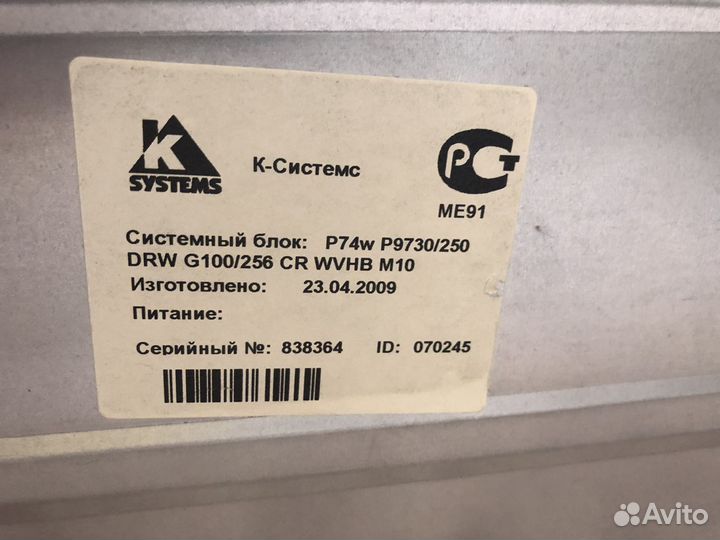 K
SYSTEMS
К-Системс
РСТ
ME91
Системный блок: P74w P9730/250
DRW G100/256 CR WVHB M10
Изготовлено: 23.04.2009
Питание:
Серийный №: 838364 ID: 070245
Avito